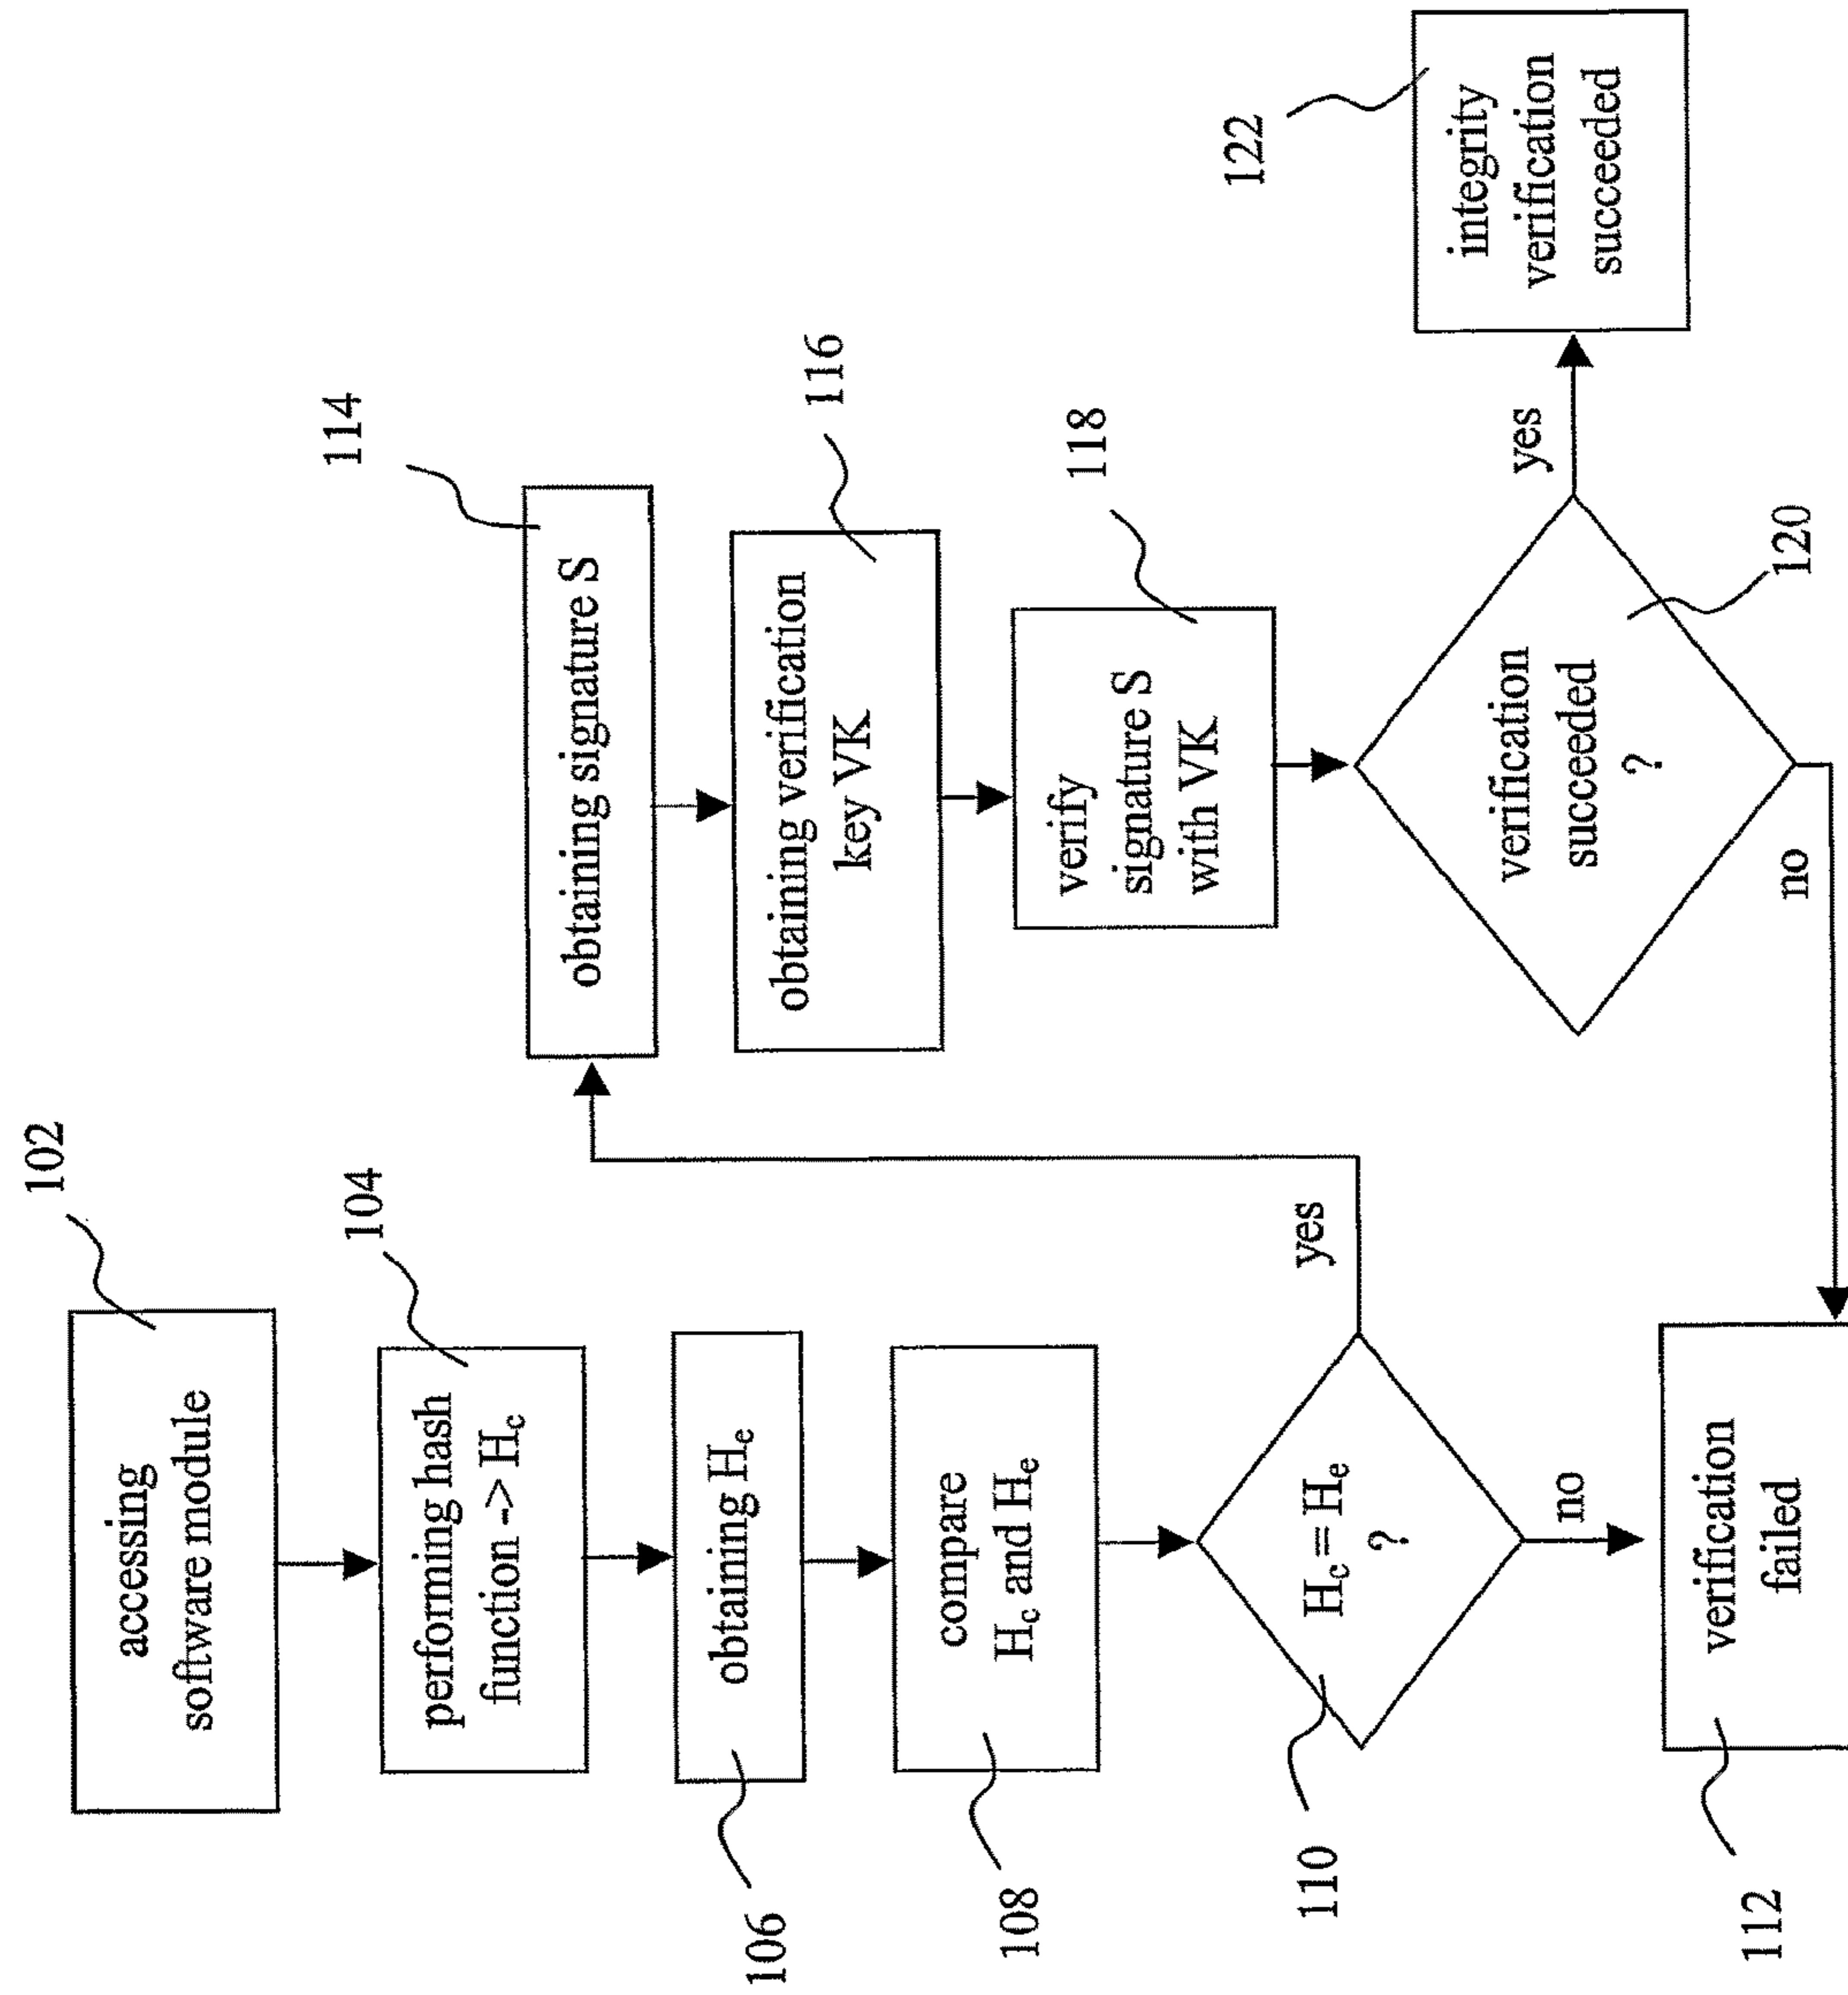 102
accessing
software module
104
performing hash
function -> Hc
106
obtaining He
108
compare
Hc and He
110
Hc = He
?
yes
no
112
verification
failed
114
obtaining signature S
116
obtaining verification
key VK
118
verify
signature S
with VK
120
verification
succeeded
?
yes
no
122
integrity
verification
succeeded